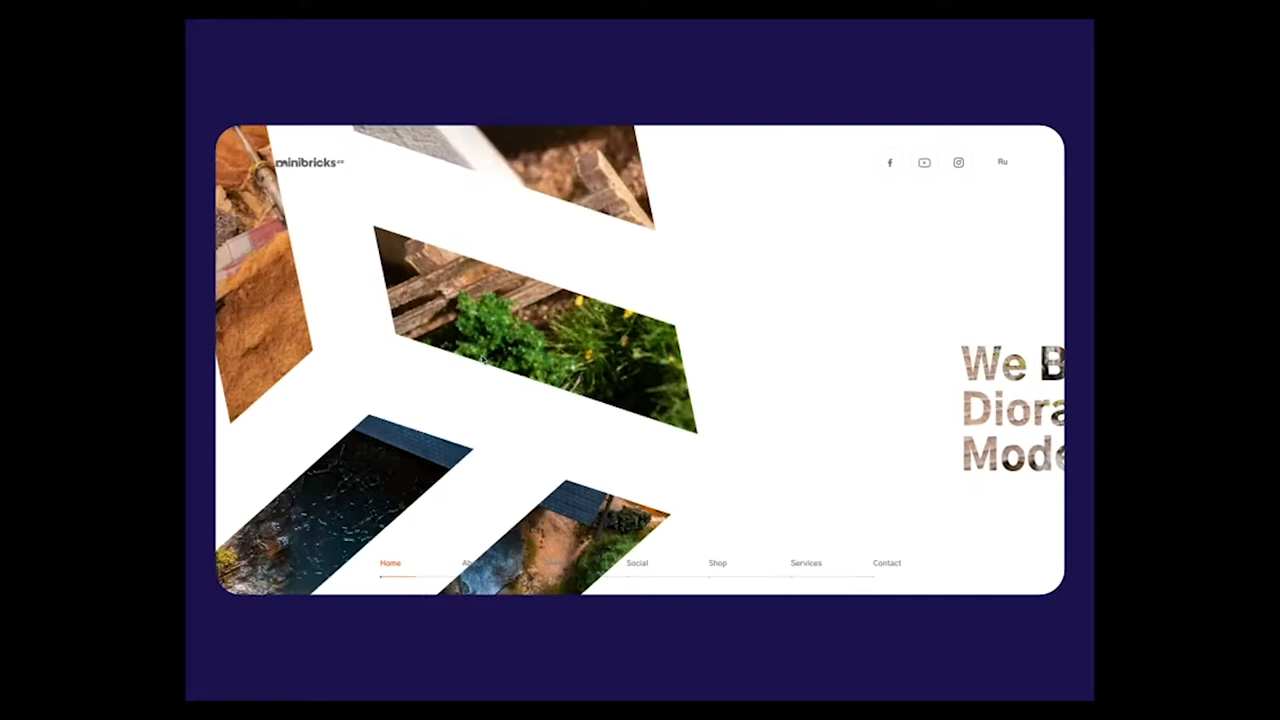 minibricks
Ru
We B
Diora
Mode
Home
Social
Shop
Services
Contact